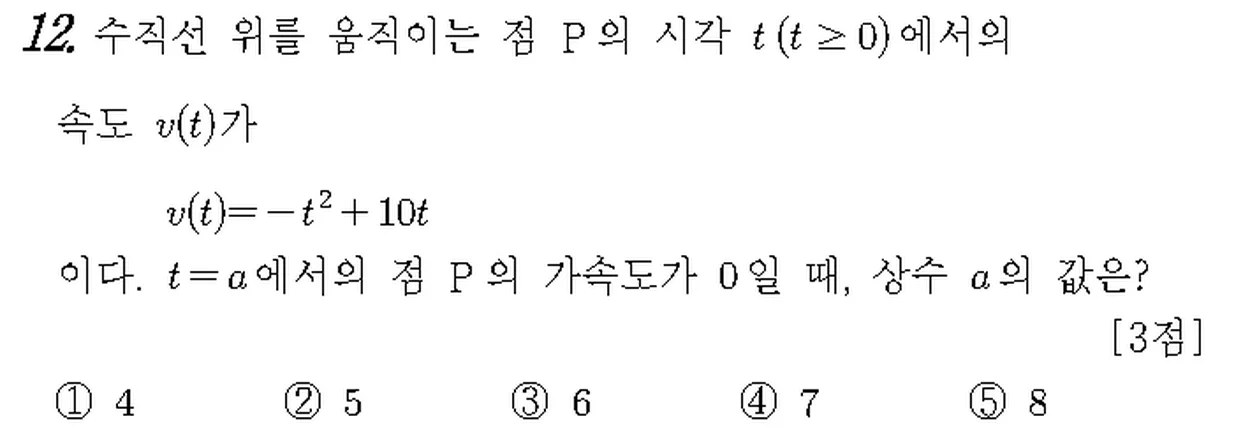 12. 수직선 위를 움직이는 점 P의 시각 t(t ≥ 0)에서의
속도 v(t)가
v(t)=-t²+10t
이다. t=a에서의 점 P의 가속도가 0일 때, 상수 a의 값은?
[3점]
① 4 ② 5 ③ 6 ④ 7 ⑤ 8